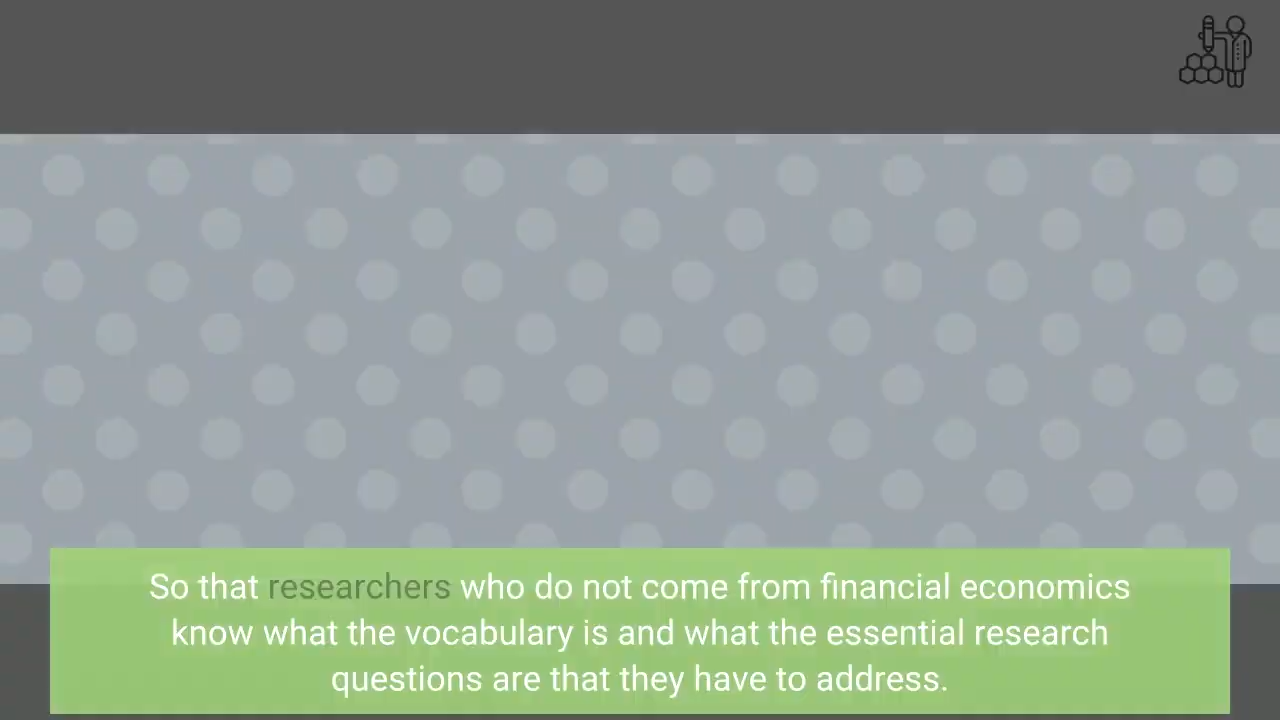 So that researchers who do not come from financial economics
know what the vocabulary is and what the essential research
questions are that they have to address.